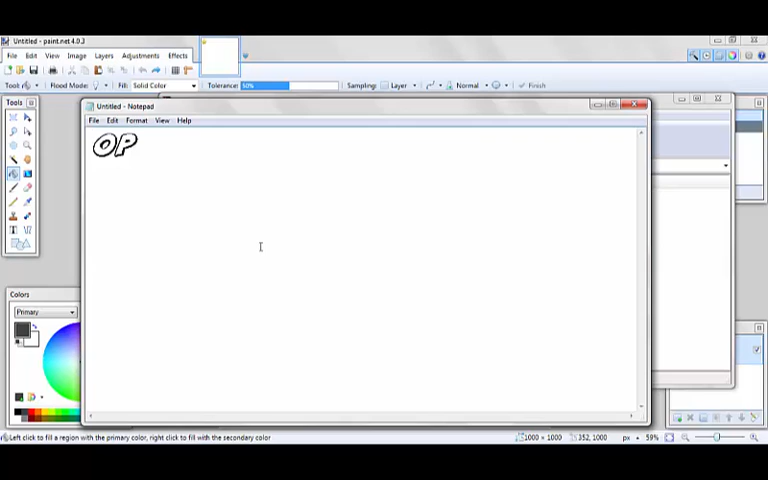 Untitled - paint.net 4.0.3
File Edit View Image Layers Adjustments Effects
Tool: Flood Mode: Fill: Solid Color Tolerance: 50% Sampling: Layer Normal Finish
Tools
Untitled - Notepad
File Edit Format View Help
OP
Colors
Primary
Left click to fill a region with the primary color, right click to fill with the secondary color
1000 × 1000 352, 1000 px 59%